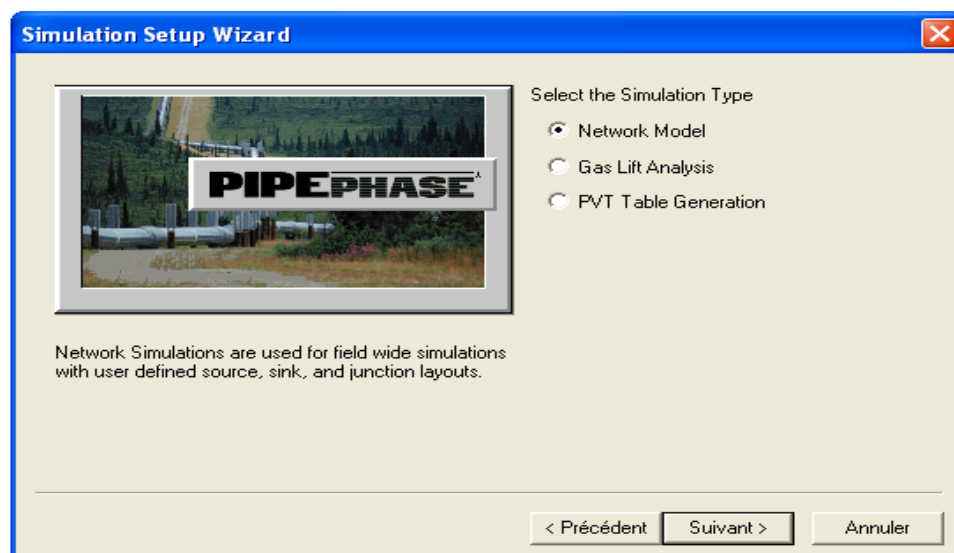 Simulation Setup Wizard
PIPEPHASE
Select the Simulation Type
Network Model
Gas Lift Analysis
PVT Table Generation
Network Simulations are used for field wide simulations
with user defined source, sink, and junction layouts.
< Précédent
Suivant >
Annuler